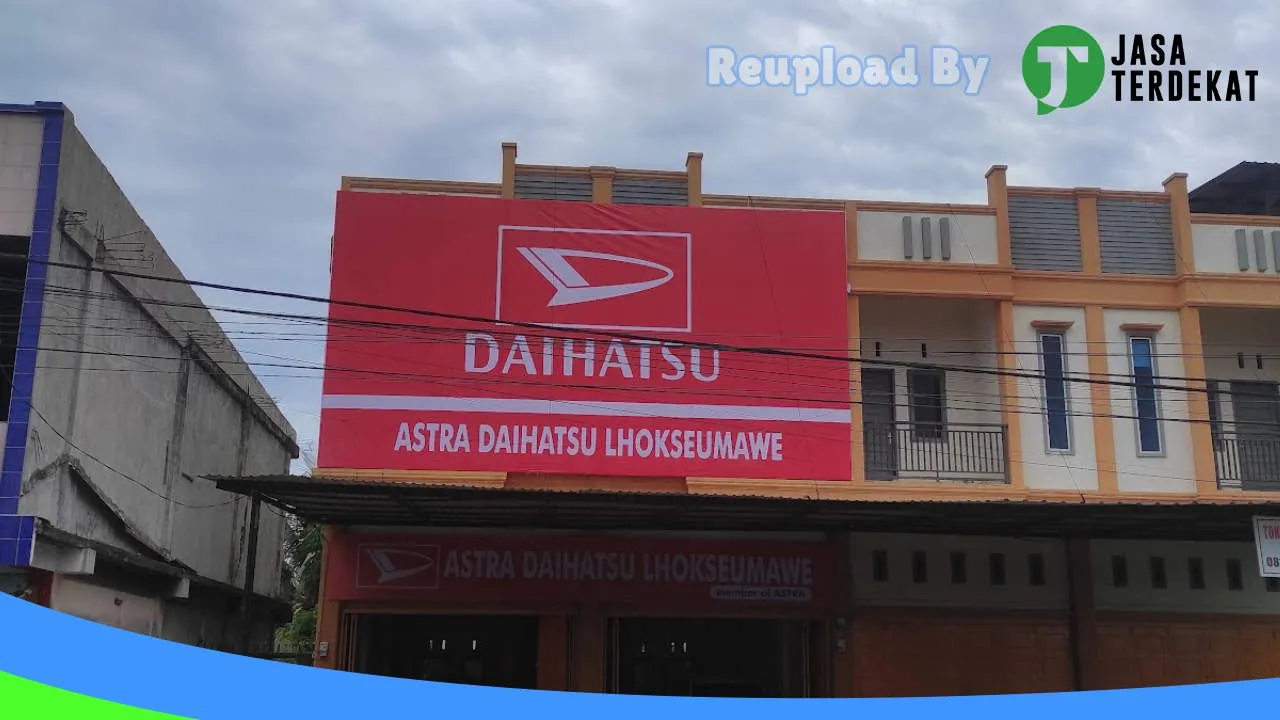 Reupload By
JASA
TERDEKAT
DAIHATSU
ASTRA DAIHATSU LHOKSEUMAWE
ASTRA DAIHATSU LHOKSEUMAWE
member of ASTRA